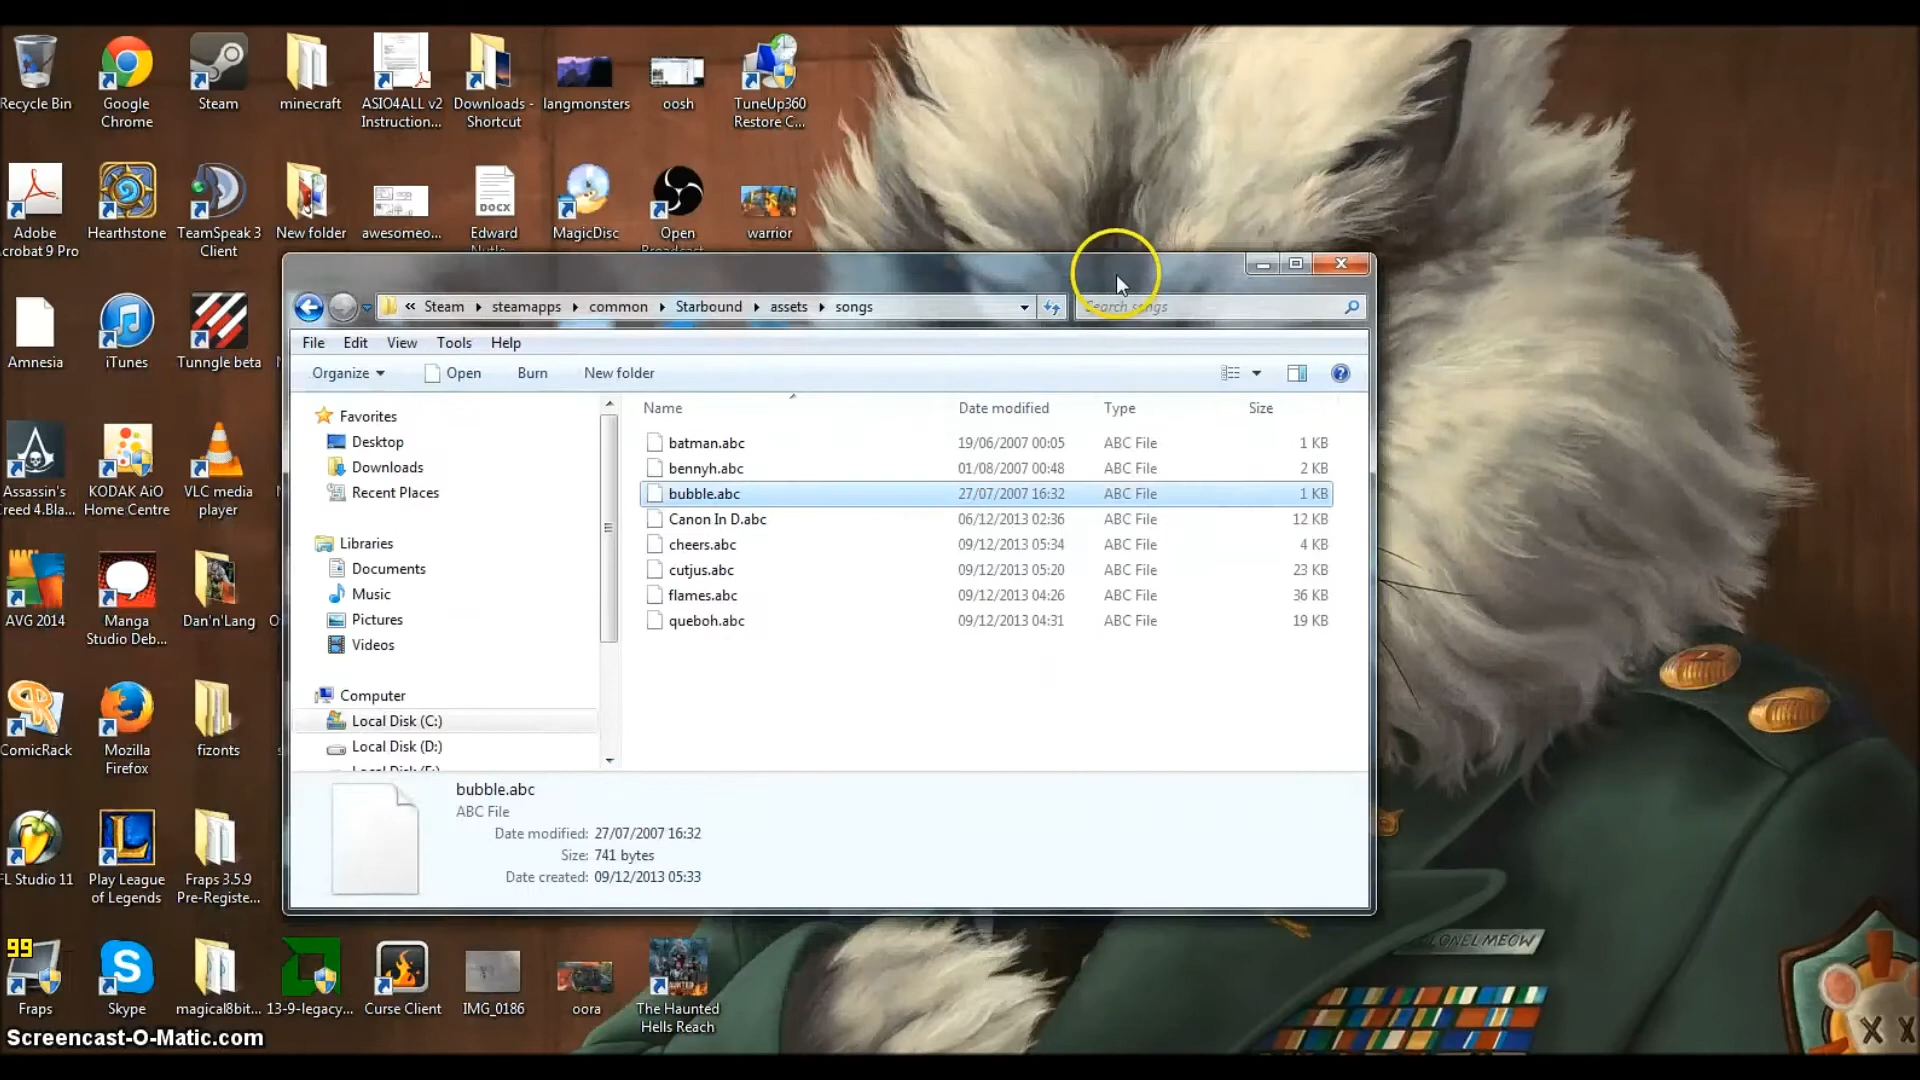 Recycle Bin
Google
Chrome
Steam
minecraft
ASIO4ALL v2
Instruction...
Downloads -
Shortcut
langmonsters
oosh
TuneUp360
Restore C...
Adobe
crobat 9 Pro
Hearthstone
TeamSpeak 3
Client
New folder
awesomeo...
DOCX
Edward
MagicDisc
Open
warrior
« Steam steamapps common Starbound assets songs
Search songs
File Edit View Tools Help
Organize Open Burn New folder
Name Date modified Type Size
batman.abc 19/06/2007 00:05 ABC File 1 KB
bennyh.abc 01/08/2007 00:48 ABC File 2 KB
bubble.abc 27/07/2007 16:32 ABC File 1 KB
Canon In D.abc 06/12/2013 02:36 ABC File 12 KB
cheers.abc 09/12/2013 05:34 ABC File 4 KB
cutjus.abc 09/12/2013 05:20 ABC File 23 KB
flames.abc 09/12/2013 04:26 ABC File 36 KB
queboh.abc 09/12/2013 04:31 ABC File 19 KB
Favorites
Desktop
Downloads
Recent Places
Libraries
Documents
Music
Pictures
Videos
Computer
Local Disk (C:)
Local Disk (D:)
bubble.abc
ABC File
Date modified: 27/07/2007 16:32
Size: 741 bytes
Date created: 09/12/2013 05:33
Amnesia
iTunes
Tunngle beta
Assassin's
reed 4.Bla...
KODAK AiO
Home Centre
VLC media
player
AVG 2014
Manga
Studio Deb...
Dan'n'Lang
ComicRack
Mozilla
Firefox
fizonts
FL Studio 11
Play League
of Legends
Fraps 3.5.9
Pre-Registe...
99
Fraps
Skype
magical8bit...
13-9-legacy...
Curse Client
IMG_0186
oora
The Haunted
Hells Reach
OLONEL MEOW
Screencast-O-Matic.com